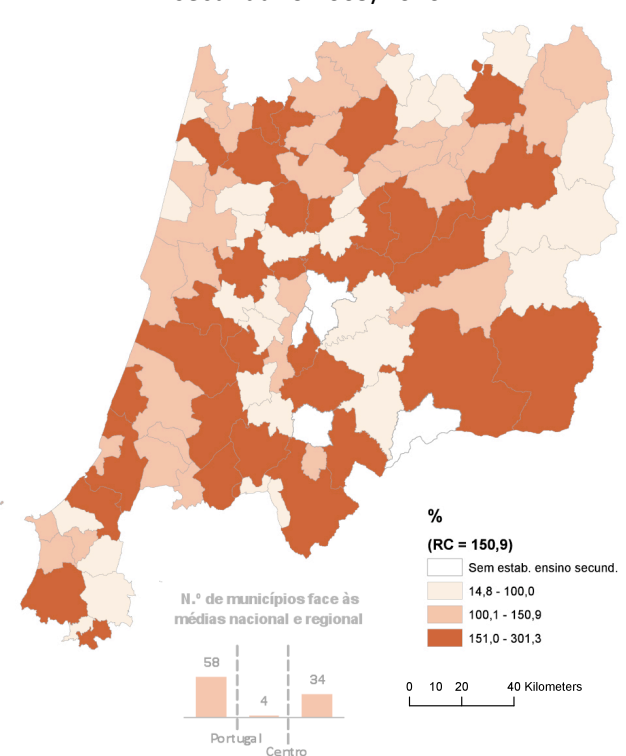 %
(RC = 150,9)
Sem estab. ensino secund.
14,8 - 100,0
100,1 - 150,9
151,0 - 301,3
0 10 20 40 Kilometers
N.º de municípios face às
médias nacional e regional
58
4
34
Portugal
Centro